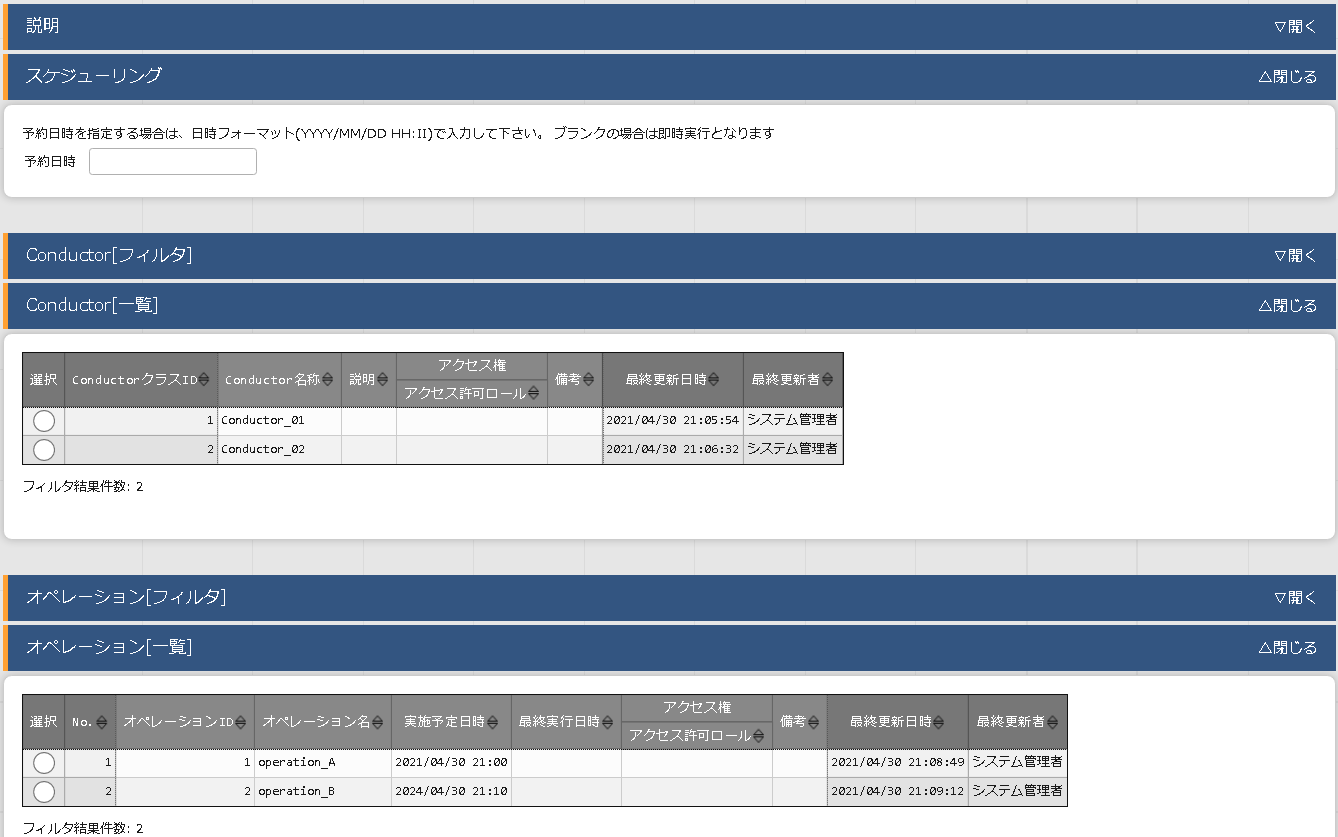 説明 ▽開く
スケジューリング △閉じる
予約日時を指定する場合は、日時フォーマット(YYYY/MM/DD HH:II)で入力して下さい。 ブランクの場合は即時実行となります
予約日時
Conductor[フィルタ] ▽開く
Conductor[一覧] △閉じる
選択 ConductorクラスID Conductor名称 説明 アクセス権 アクセス許可ロール 備考 最終更新日時 最終更新者
1 Conductor_01 2021/04/30 21:05:54 システム管理者
2 Conductor_02 2021/04/30 21:06:32 システム管理者
フィルタ結果件数: 2
オペレーション[フィルタ] ▽開く
オペレーション[一覧] △閉じる
選択 No. オペレーションID オペレーション名 実施予定日時 最終実行日時 アクセス権 アクセス許可ロール 備考 最終更新日時 最終更新者
1 1 operation_A 2021/04/30 21:00 2021/04/30 21:08:49 システム管理者
2 2 operation_B 2024/04/30 21:10 2021/04/30 21:09:12 システム管理者
フィルタ結果件数: 2